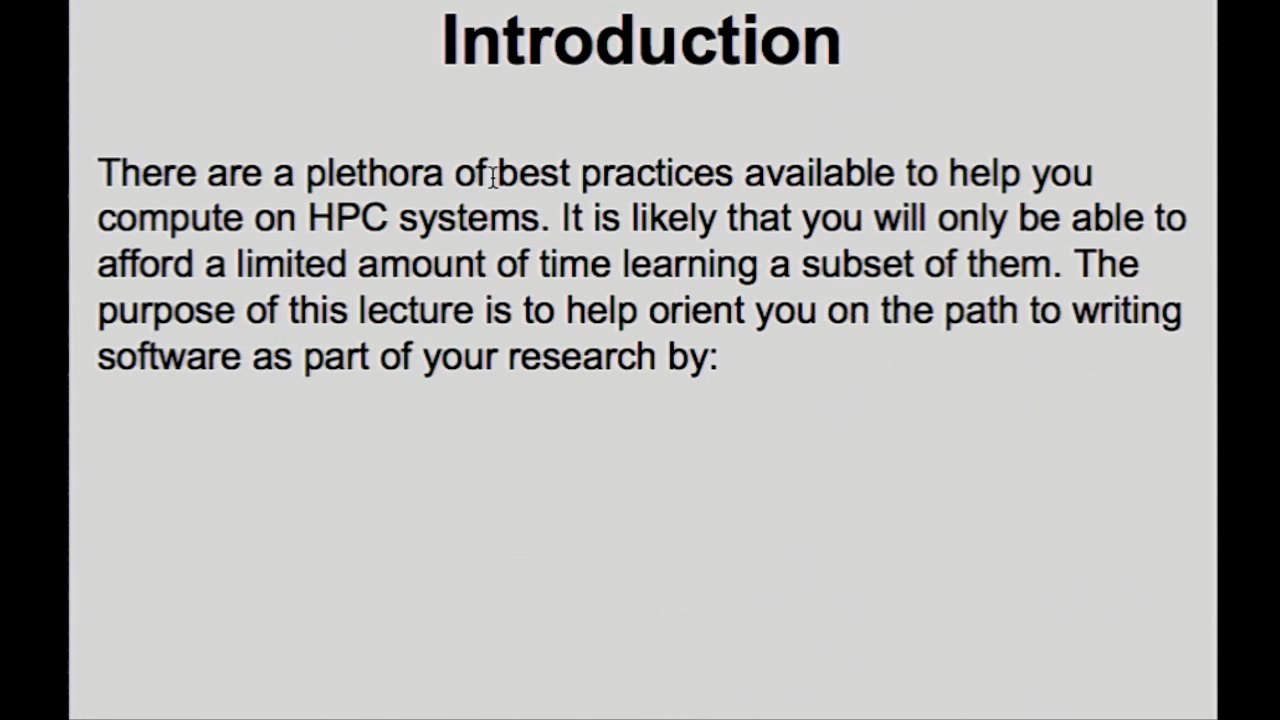 Introduction
There are a plethora of best practices available to help you
compute on HPC systems. It is likely that you will only be able to
afford a limited amount of time learning a subset of them. The
purpose of this lecture is to help orient you on the path to writing
software as part of your research by: